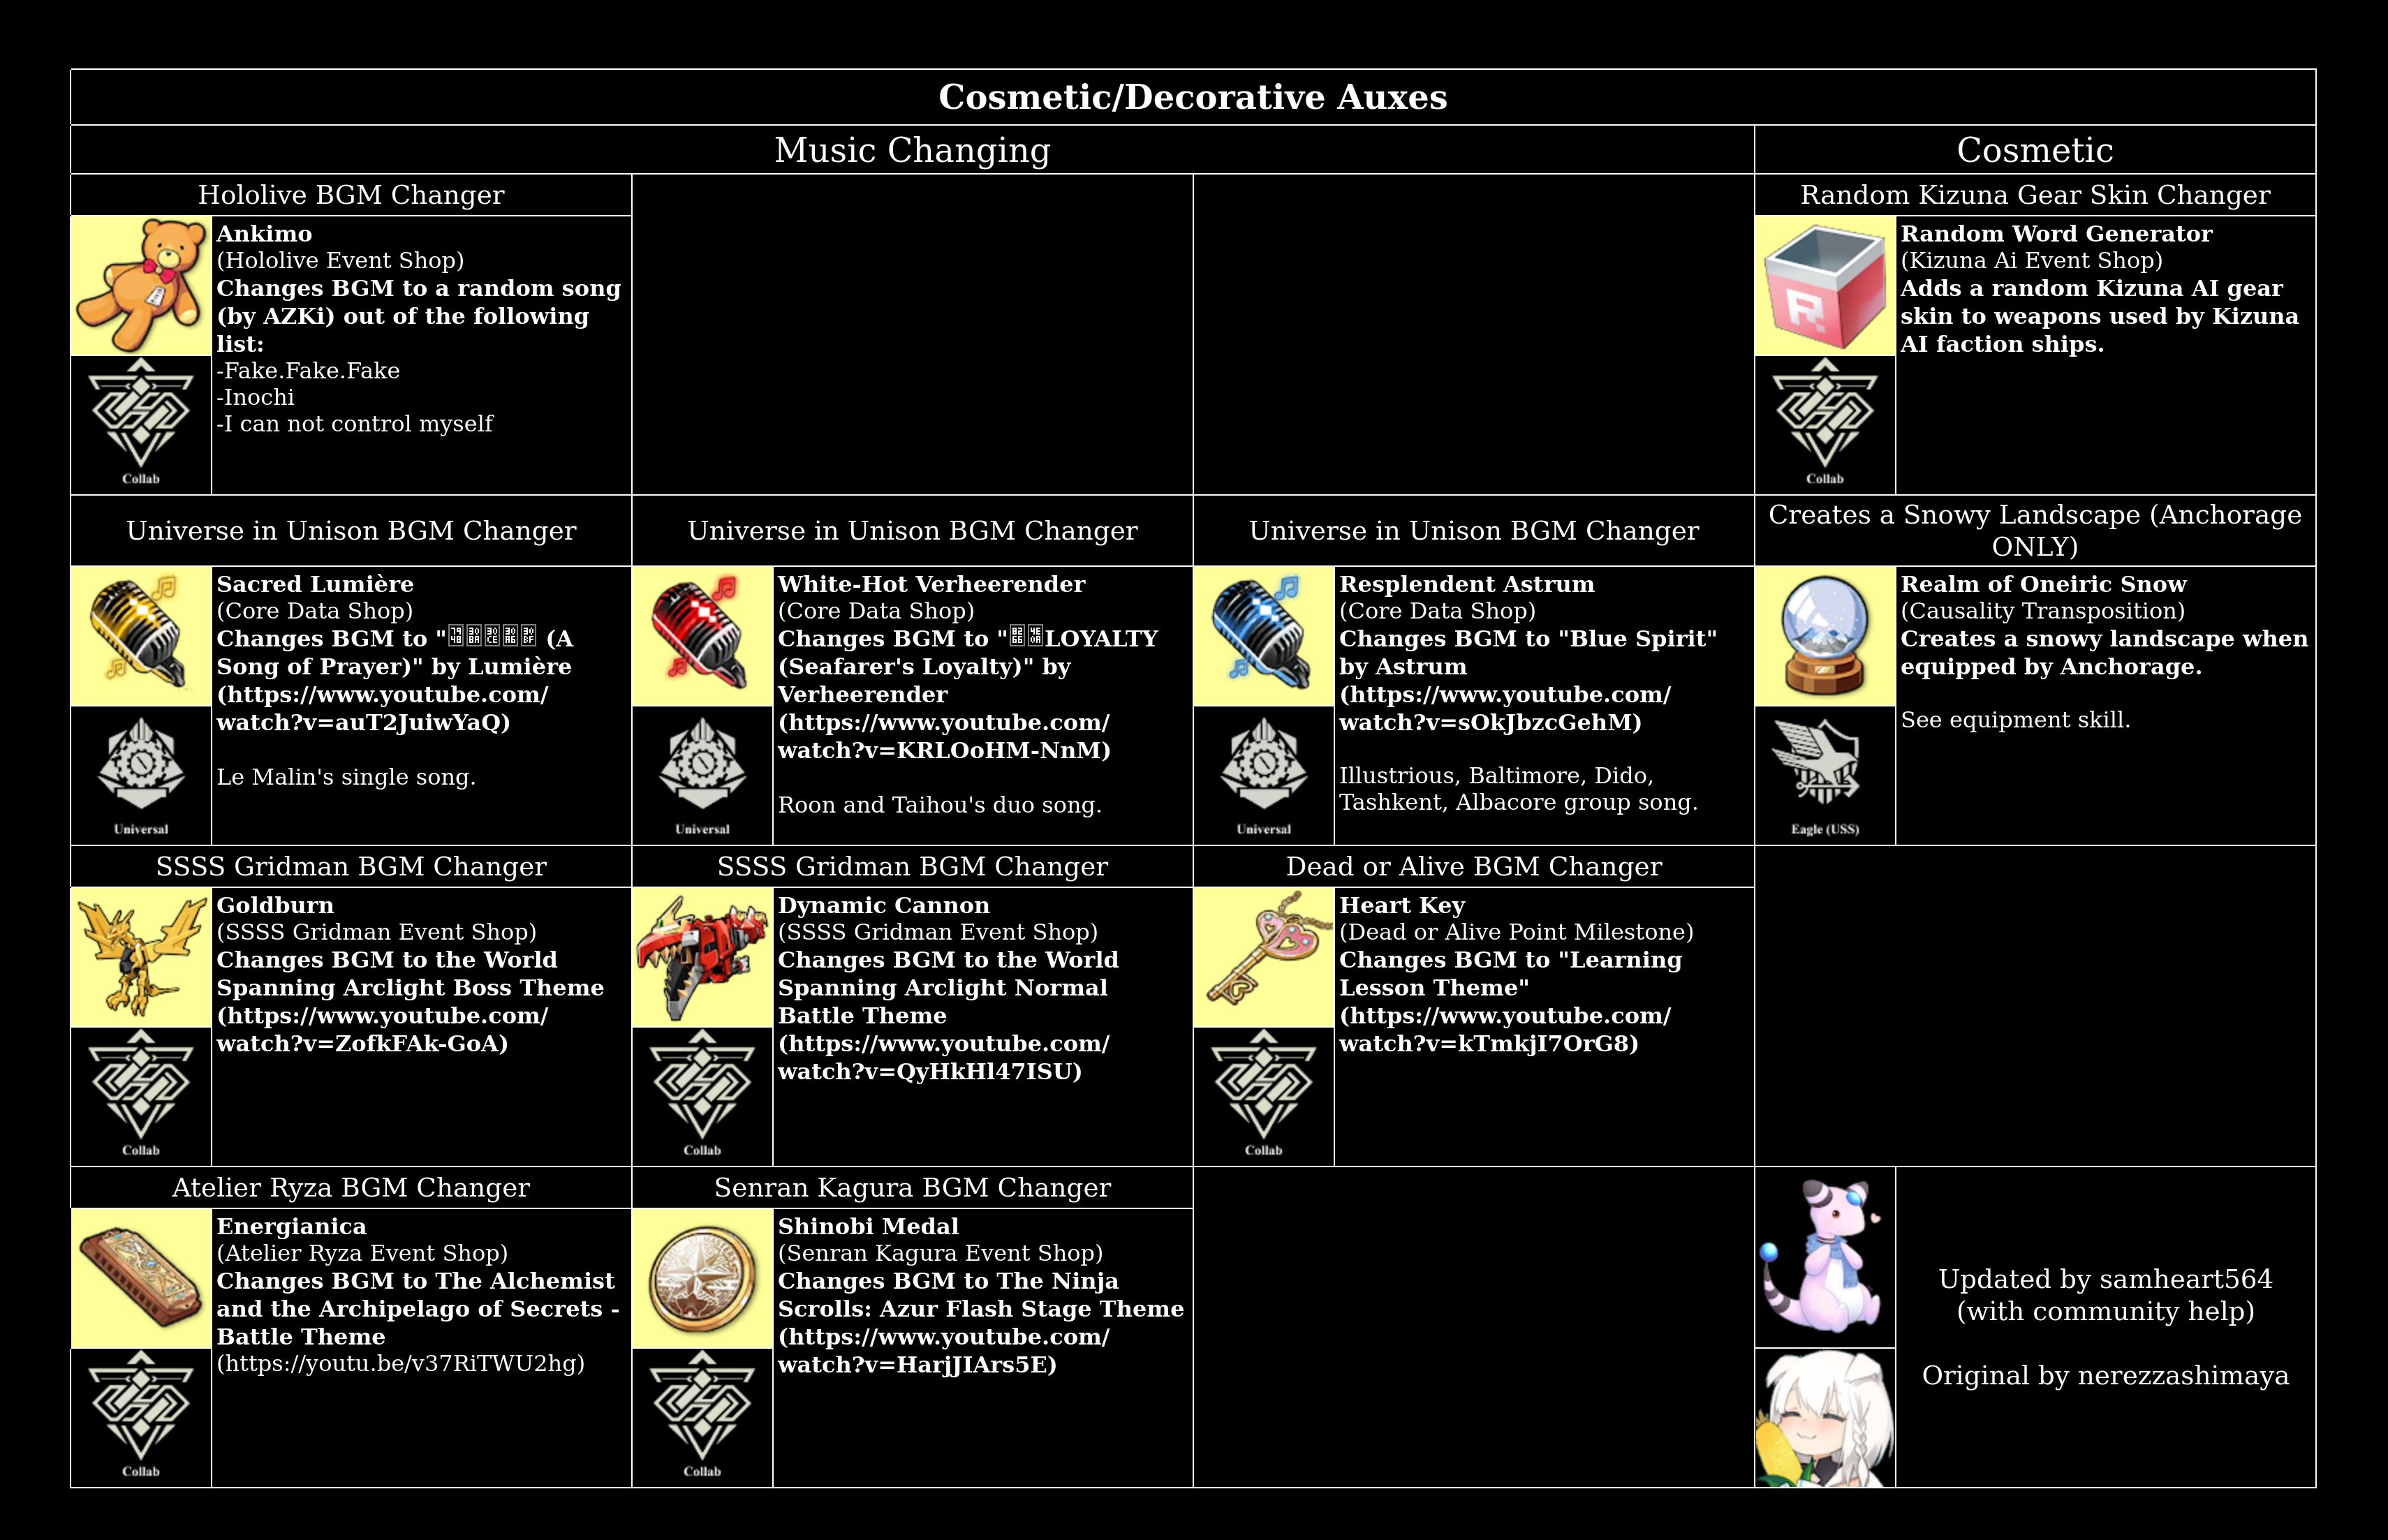 Cosmetic/Decorative Auxes
Music Changing
Cosmetic
Hololive BGM Changer
Ankimo
(Hololive Event Shop)
Changes BGM to a random song
(by AZKi) out of the following
list:
-Fake.Fake.Fake
-Inochi
-I can not control myself
Collab
Random Kizuna Gear Skin Changer
Random Word Generator
(Kizuna Ai Event Shop)
Adds a random Kizuna AI gear
skin to weapons used by Kizuna
AI faction ships.
R
Collab
Universe in Unison BGM Changer
Sacred Lumière
(Core Data Shop)
Changes BGM to " (A
Song of Prayer)" by Lumière
(https://www.youtube.com/
watch?v=auT2JuiwYaQ)
Le Malin's single song.
Universal
Universe in Unison BGM Changer
White-Hot Verheerender
(Core Data Shop)
Changes BGM to "LOYALTY
(Seafarer's Loyalty)" by
Verheerender
(https://www.youtube.com/
watch?v=KRLOoHM-NnM)
Roon and Taihou's duo song.
Universal
Universe in Unison BGM Changer
Resplendent Astrum
(Core Data Shop)
Changes BGM to "Blue Spirit"
by Astrum
(https://www.youtube.com/
watch?v=sOkJbzcGehM)
Illustrious, Baltimore, Dido,
Tashkent, Albacore group song.
Universal
Creates a Snowy Landscape (Anchorage
ONLY)
Realm of Oneiric Snow
(Causality Transposition)
Creates a snowy landscape when
equipped by Anchorage.
See equipment skill.
Eagle (USS)
SSSS Gridman BGM Changer
Goldburn
(SSSS Gridman Event Shop)
Changes BGM to the World
Spanning Arclight Boss Theme
(https://www.youtube.com/
watch?v=ZofkFAk-GoA)
Collab
SSSS Gridman BGM Changer
Dynamic Cannon
(SSSS Gridman Event Shop)
Changes BGM to the World
Spanning Arclight Normal
Battle Theme
(https://www.youtube.com/
watch?v=QyHkHl47ISU)
Collab
Dead or Alive BGM Changer
Heart Key
(Dead or Alive Point Milestone)
Changes BGM to "Learning
Lesson Theme"
(https://www.youtube.com/
watch?v=kTmkjI7OrG8)
Collab
Atelier Ryza BGM Changer
Energianica
(Atelier Ryza Event Shop)
Changes BGM to The Alchemist
and the Archipelago of Secrets -
Battle Theme
(https://youtu.be/v37RiTWU2hg)
Collab
Senran Kagura BGM Changer
Shinobi Medal
(Senran Kagura Event Shop)
Changes BGM to The Ninja
Scrolls: Azur Flash Stage Theme
(https://www.youtube.com/
watch?v=HarjJIArs5E)
Collab
Updated by samheart564
(with community help)
Original by nerezzashimaya